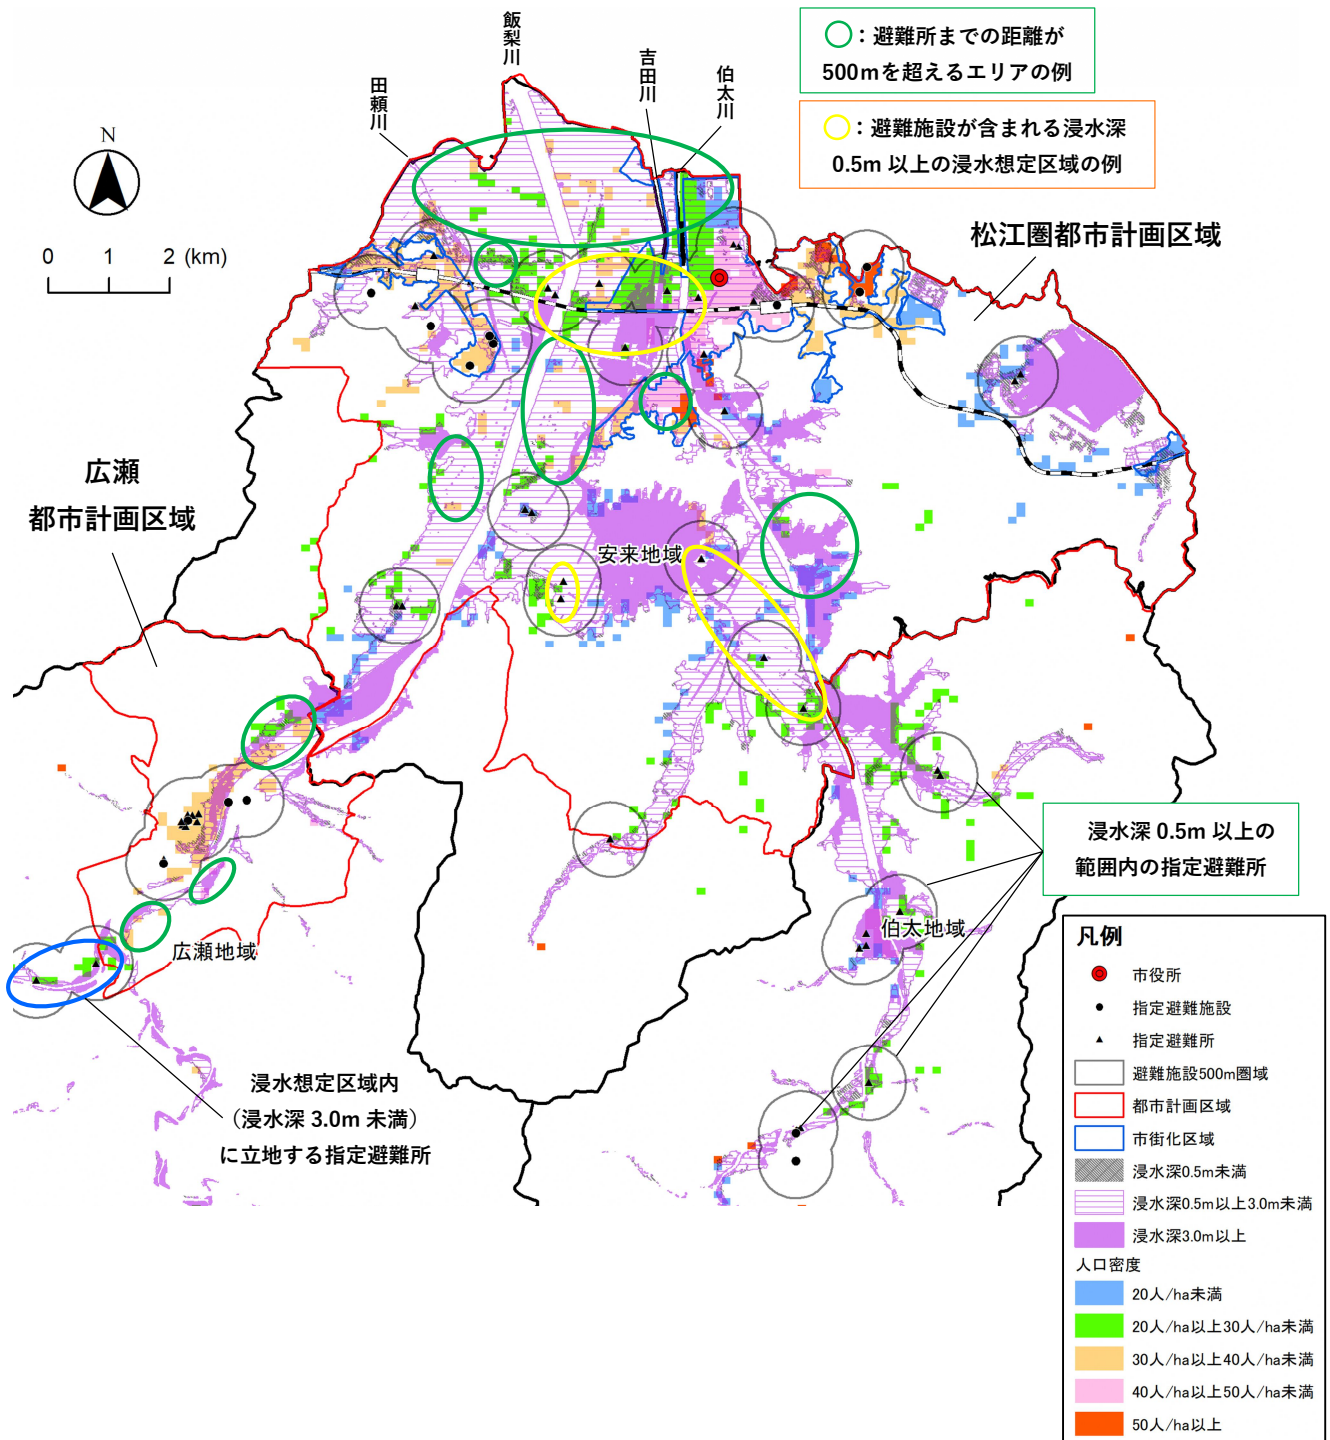 飯梨川
吉田川
伯太川
田頼川
：避難所までの距離が
500mを超えるエリアの例
：避難施設が含まれる浸水深
0.5m 以上の浸水想定区域の例
N
0 1 2 (km)
松江圏都市計画区域
広瀬
都市計画区域
安来地域
浸水深 0.5m 以上の
範囲内の指定避難所
伯太地域
広瀬地域
浸水想定区域内
（浸水深 3.0m 未満）
に立地する指定避難所
凡例
市役所
指定避難施設
指定避難所
避難施設500m圏域
都市計画区域
市街化区域
浸水深0.5m未満
浸水深0.5m以上3.0m未満
浸水深3.0m以上
人口密度
20人/ha未満
20人/ha以上30人/ha未満
30人/ha以上40人/ha未満
40人/ha以上50人/ha未満
50人/ha以上